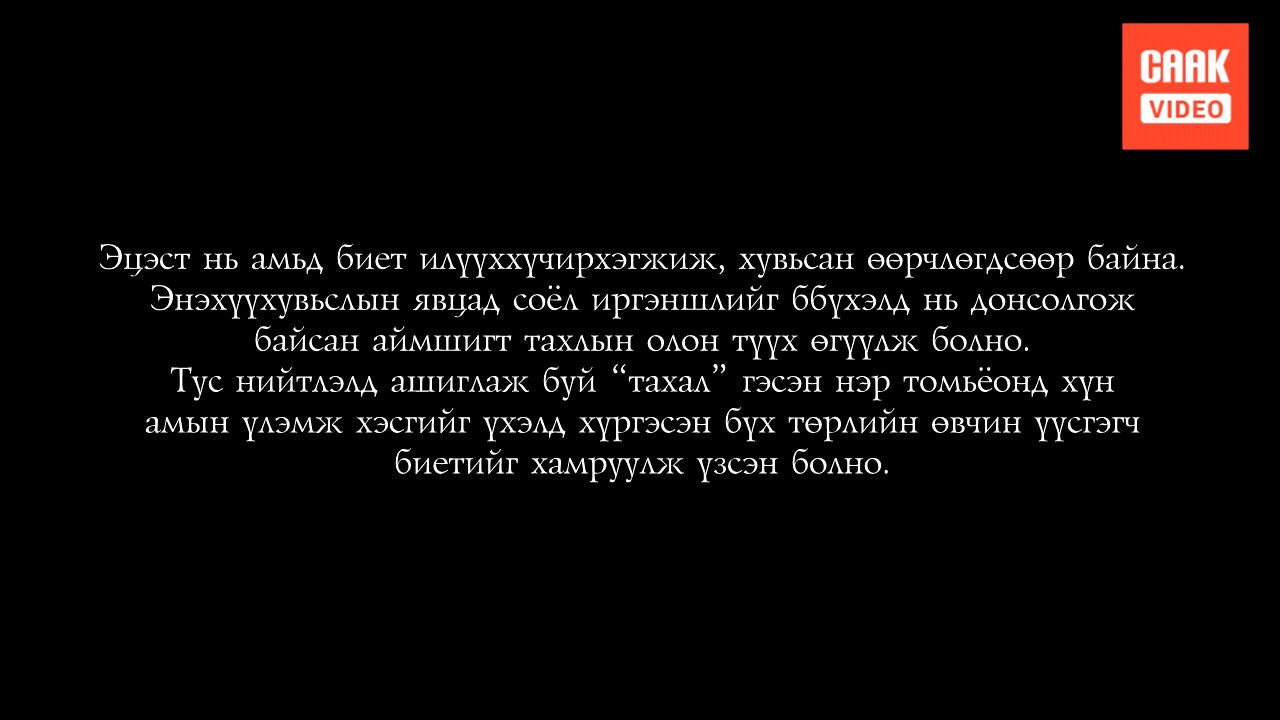 CAAK
VIDEO
Эцэст нь амьд биет илүүххүчирхэгжиж, хувьсан өөрчлөгдсөөр байна.
Энэхүүхувьслын явцад соёл иргэншлийг ббүхэлд нь донсолгож
байсан аймшигт тахлын олон түүх өгүүлж болно.
Тус нийтлэлд ашиглаж буй “тахал” гэсэн нэр томьёонд хүн
амын үлэмж хэсгийг үхэлд хүргэсэн бүх төрлийн өвчин үүсгэгч
биетийг хамруулж үзсэн болно.